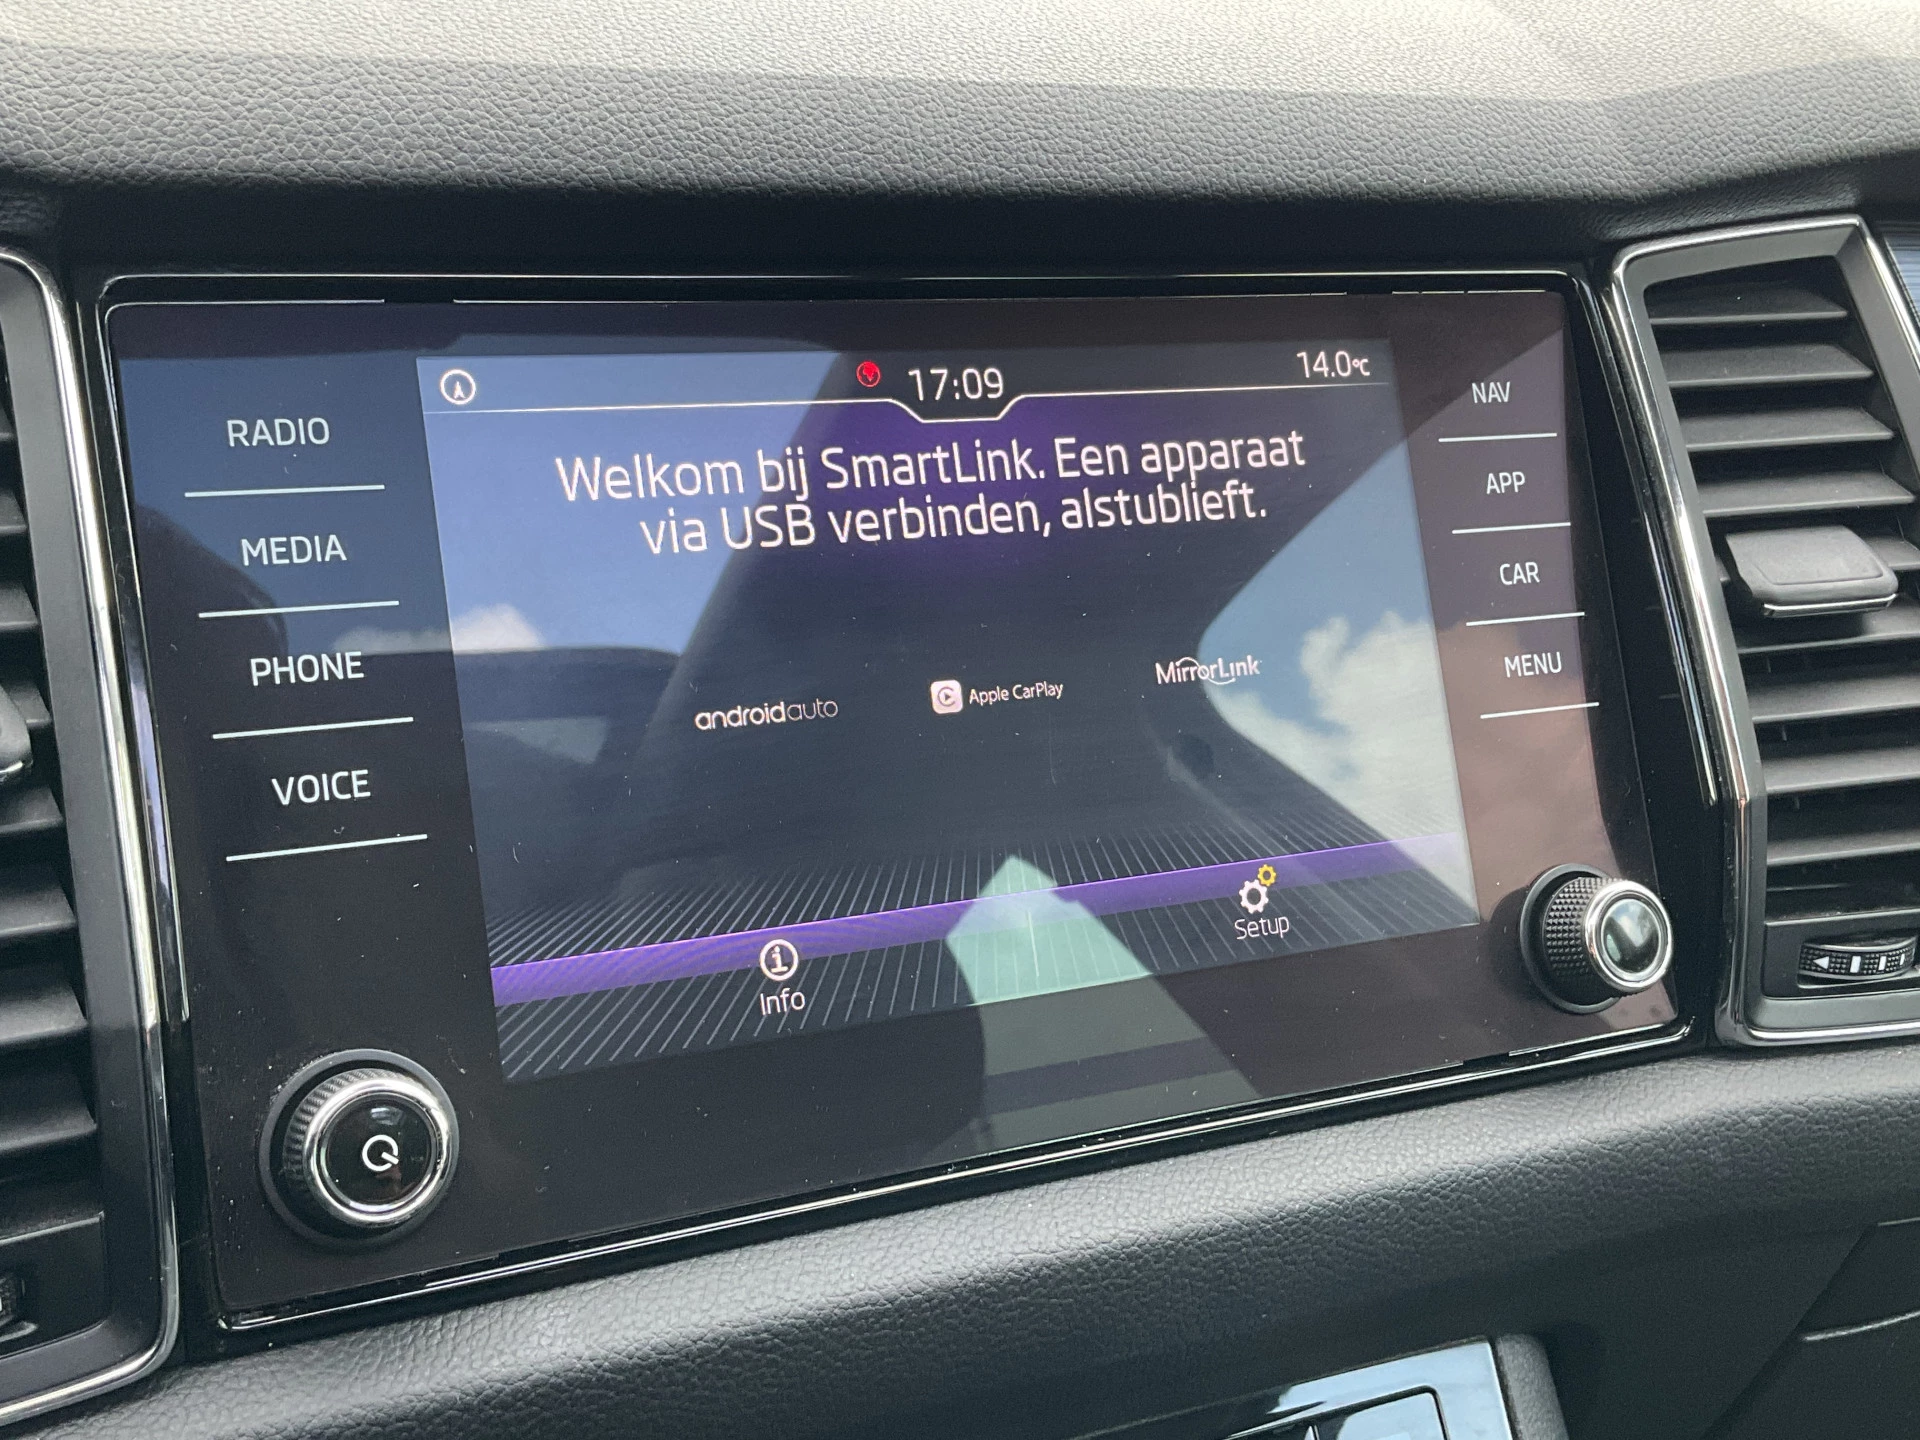 17:09
14.0°C
RADIO
MEDIA
PHONE
VOICE
Welkom bij SmartLink. Een apparaat
via USB verbinden, alstublieft.
androidauto
Apple CarPlay
MirrorLink
Info
Setup
NAV
APP
CAR
MENU